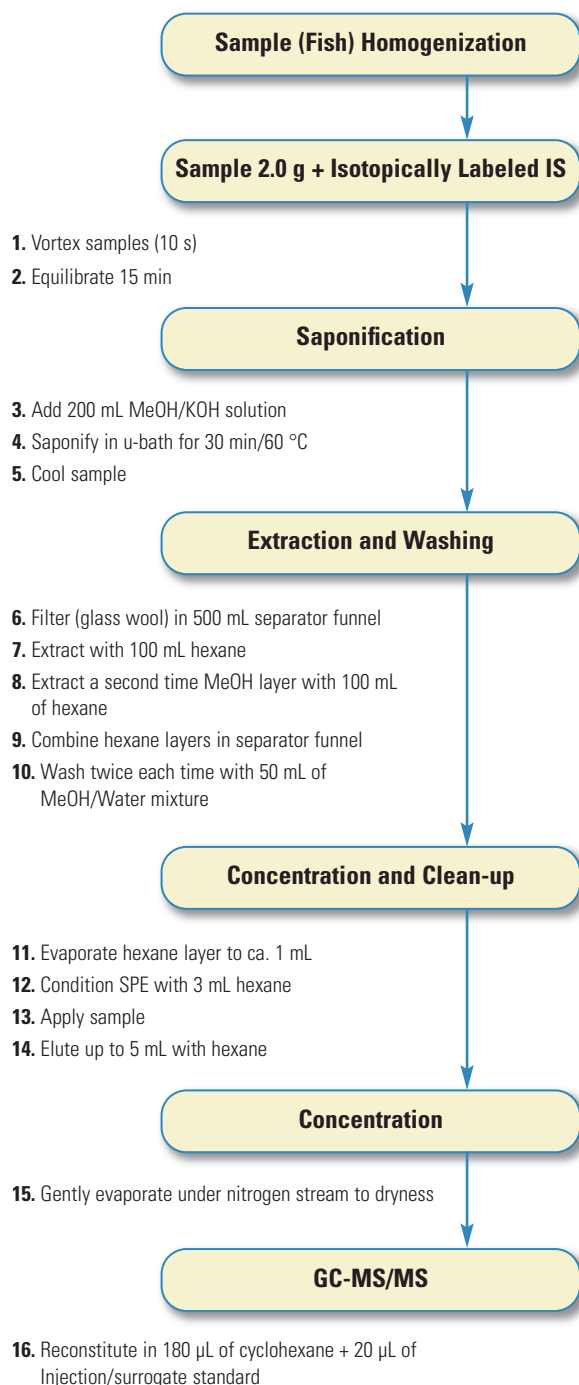 Sample (Fish) Homogenization
Sample 2.0 g + Isotopically Labeled IS
1. Vortex samples (10 s)
2. Equilibrate 15 min
Saponification
3. Add 200 mL MeOH/KOH solution
4. Saponify in u-bath for 30 min/60 °C
5. Cool sample
Extraction and Washing
6. Filter (glass wool) in 500 mL separator funnel
7. Extract with 100 mL hexane
8. Extract a second time MeOH layer with 100 mL
of hexane
9. Combine hexane layers in separator funnel
10. Wash twice each time with 50 mL of
MeOH/Water mixture
Concentration and Clean-up
11. Evaporate hexane layer to ca. 1 mL
12. Condition SPE with 3 mL hexane
13. Apply sample
14. Elute up to 5 mL with hexane
Concentration
15. Gently evaporate under nitrogen stream to dryness
GC-MS/MS
16. Reconstitute in 180 µL of cyclohexane + 20 µL of
Injection/surrogate standard